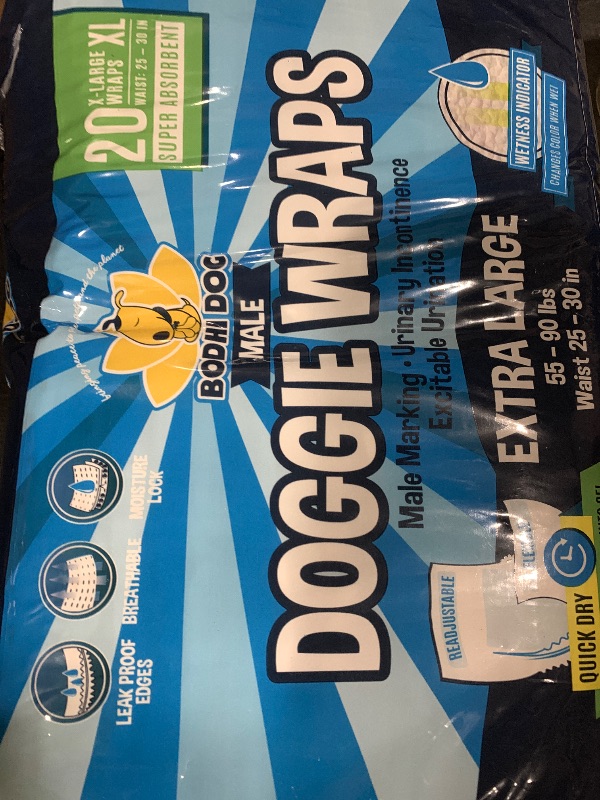 LEAK PROOF
EDGES
BREATHABLE
MOISTURE
LOCK
BODHI DOG
MALE
20 X-LARGE
WRAPS XL
WAIST: 25 - 30 IN
SUPER ABSORBENT
DOGGIE WRAPS
Male Marking • Urinary Incontinence
Excitable Urination
WETNESS INDICATOR
CHANGES COLOR WHEN WET
EXTRA LARGE
55 - 90 lbs
Waist 25 - 30 in
READJUSTABLE
QUICK DRY